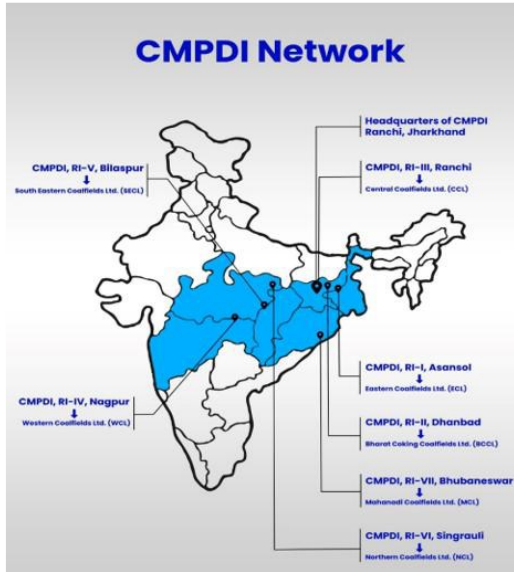 CMPDI Network
Headquarters of CMPDI
Ranchi, Jharkhand
CMPDI, RI-V, Bilaspur
South Eastern Coalfields Ltd. (SECL)
CMPDI, RI-III, Ranchi
Central Coalfields Ltd. (CCL)
CMPDI, RI-IV, Nagpur
Western Coalfields Ltd. (WCL)
CMPDI, RI-I, Asansol
Eastern Coalfields Ltd. (ECL)
CMPDI, RI-II, Dhanbad
Bharat Coking Coalfields Ltd. (BCCL)
CMPDI, RI-VII, Bhubaneswar
Mahanadi Coalfields Ltd. (MCL)
CMPDI, RI-VI, Singrauli
Northern Coalfields Ltd. (NCL)